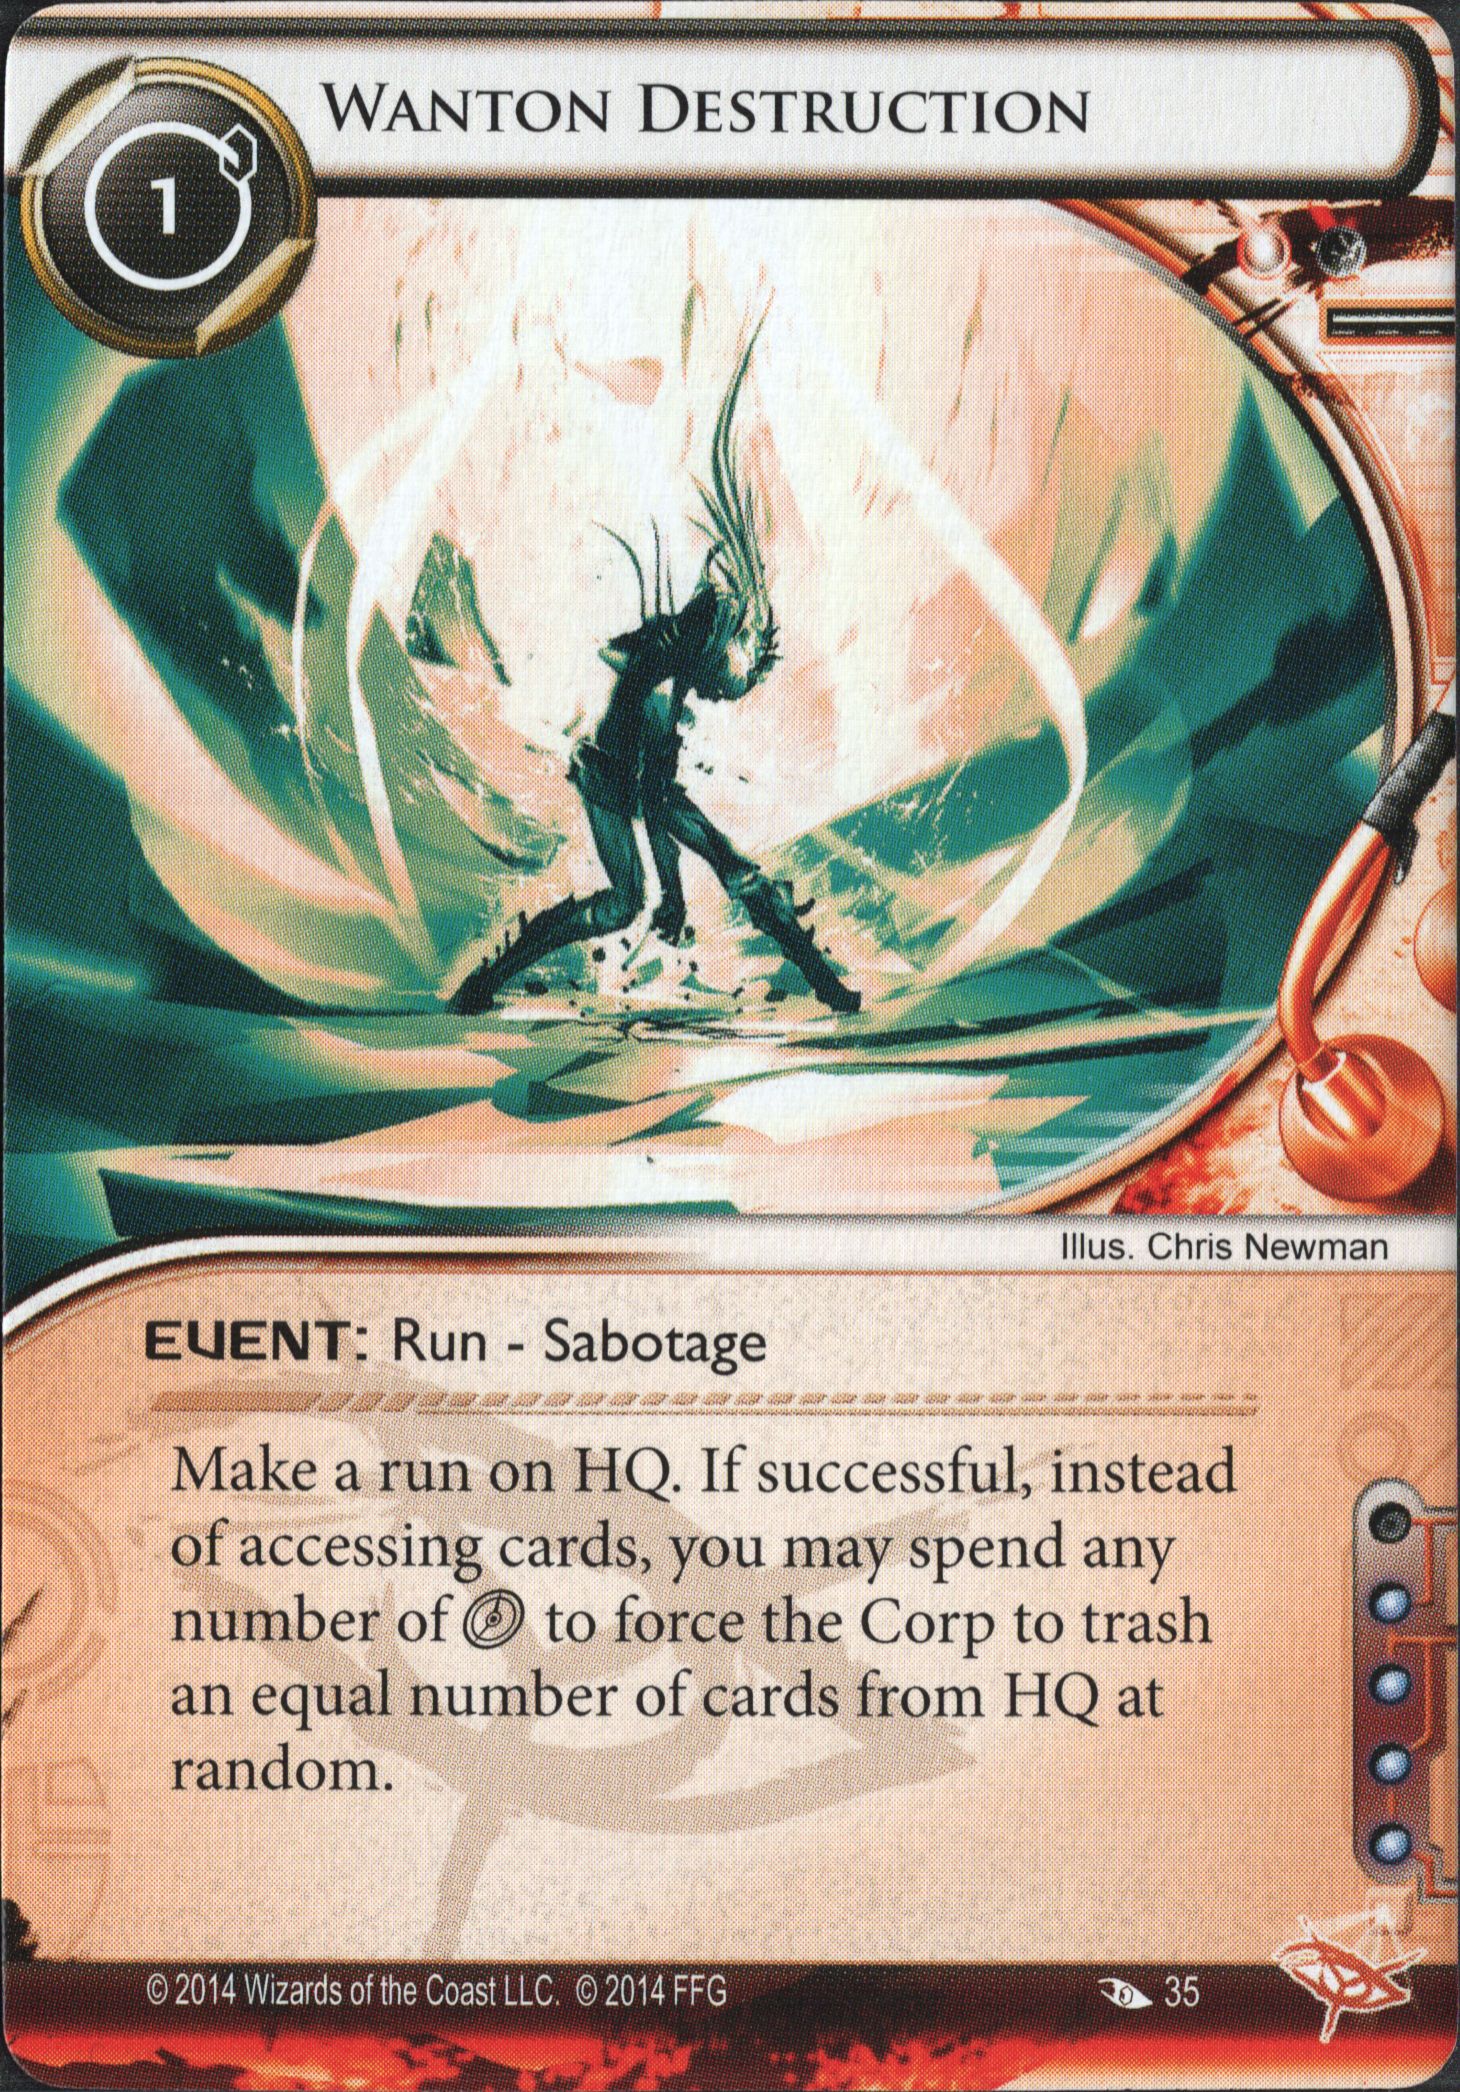 1
WANTON DESTRUCTION
Illus. Chris Newman
EVENT: Run - Sabotage
Make a run on HQ. If successful, instead
of accessing cards, you may spend any
number of to force the Corp to trash
an equal number of cards from HQ at
random.
© 2014 Wizards of the Coast LLC. © 2014 FFG
35